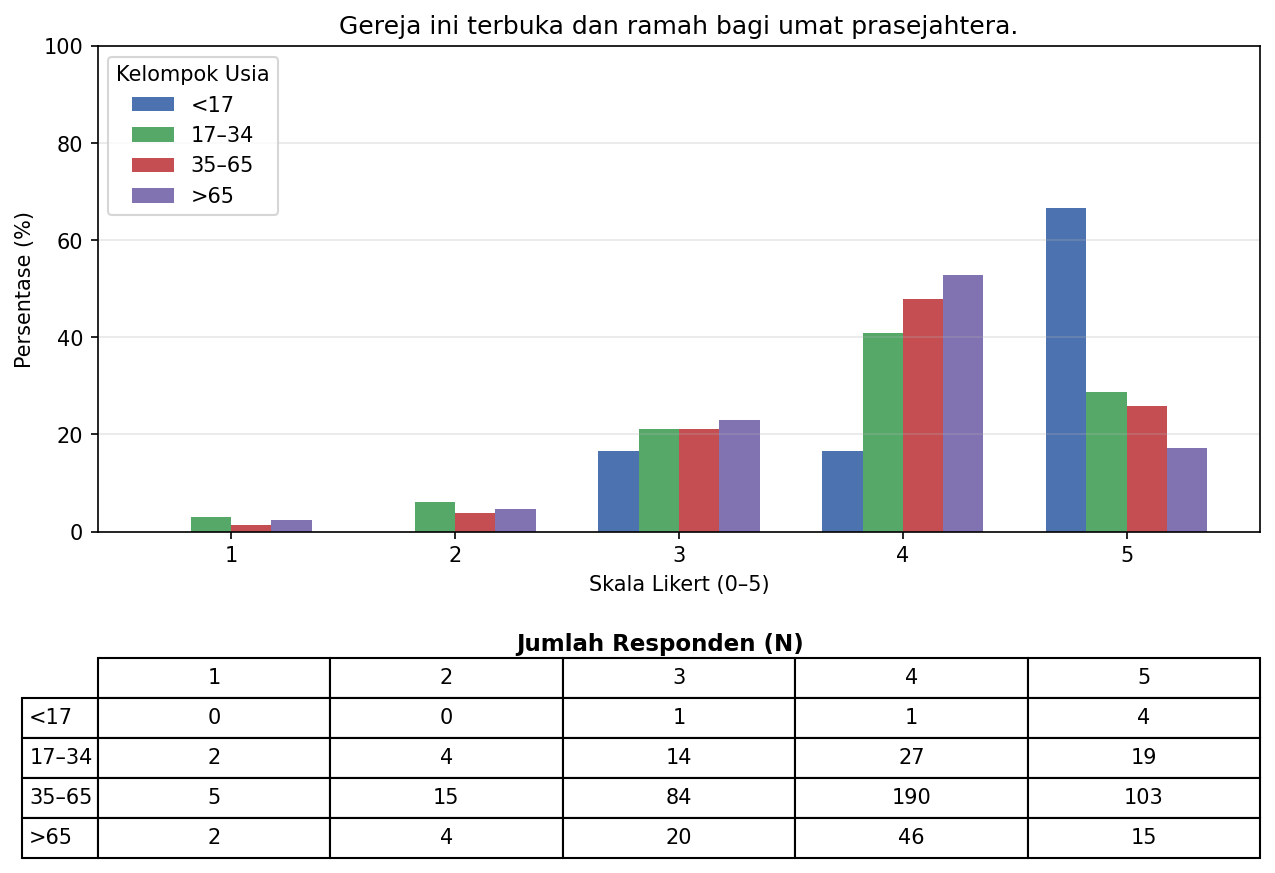 Gereja ini terbuka dan ramah bagi umat prasejahtera.
Persentase (%)
100
80
60
40
20
0
Kelompok Usia
<17
17–34
35–65
>65
1 2 3 4 5
Skala Likert (0–5)
Jumlah Responden (N)
1 2 3 4 5
<17 0 0 1 1 4
17–34 2 4 14 27 19
35–65 5 15 84 190 103
>65 2 4 20 46 15